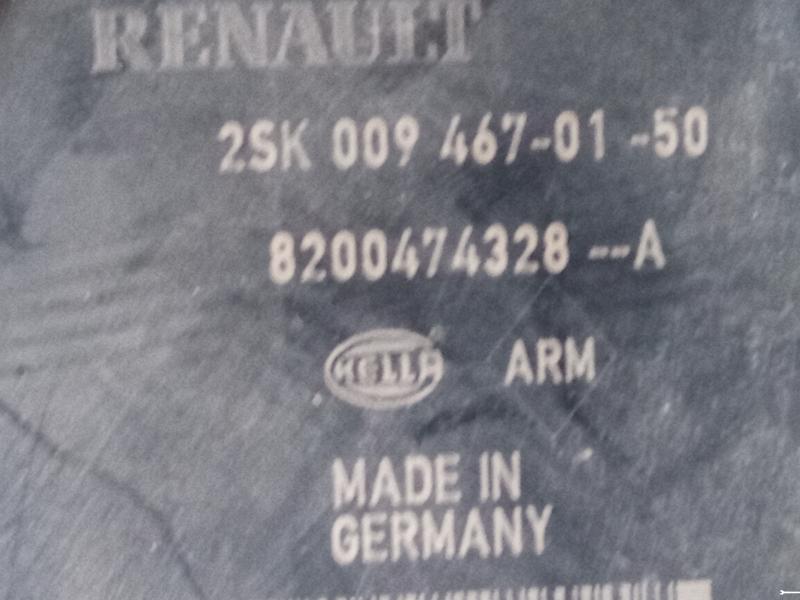 RENAULT
2SK 009 467-01 -50
8200474328 --A
HELLA ARM
MADE IN
GERMANY